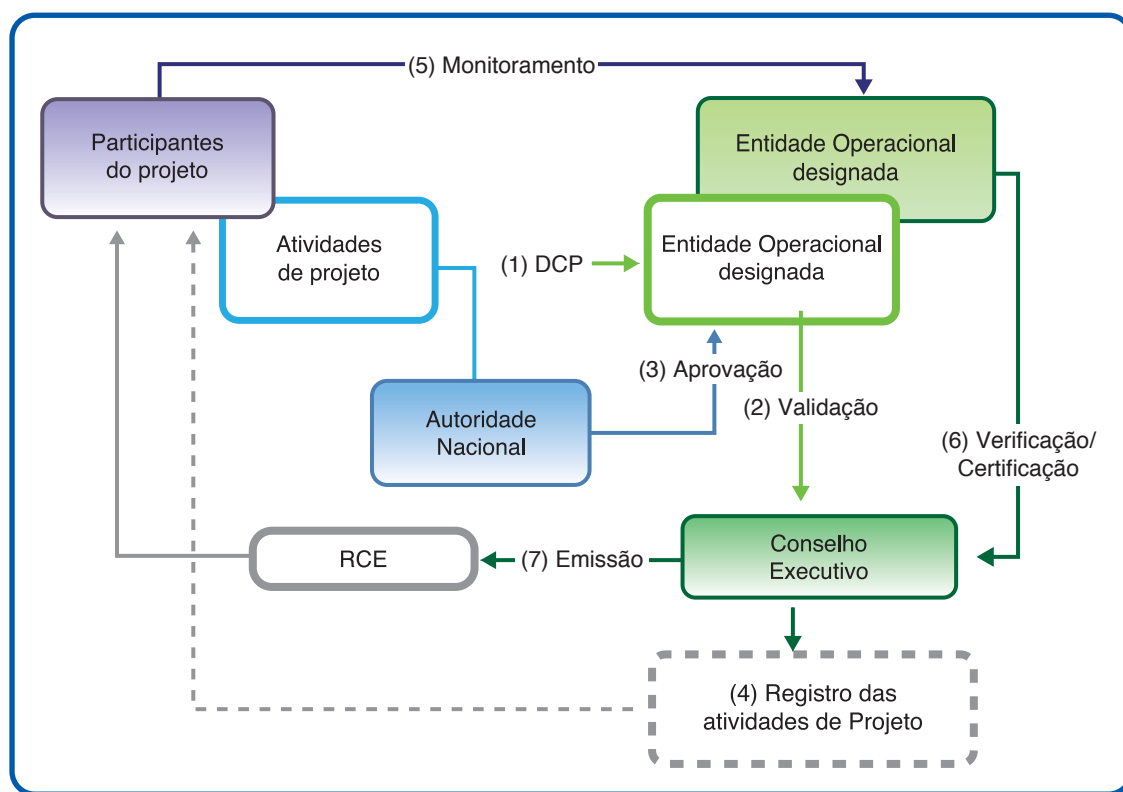 (5) Monitoramento
Participantes
do projeto
Entidade Operacional
designada
Atividades
de projeto
(1) DCP
Entidade Operacional
designada
(3) Aprovação
(2) Validação
Autoridade
Nacional
(6) Verificação/
Certificação
RCE
(7) Emissão
Conselho
Executivo
(4) Registro das
atividades de Projeto